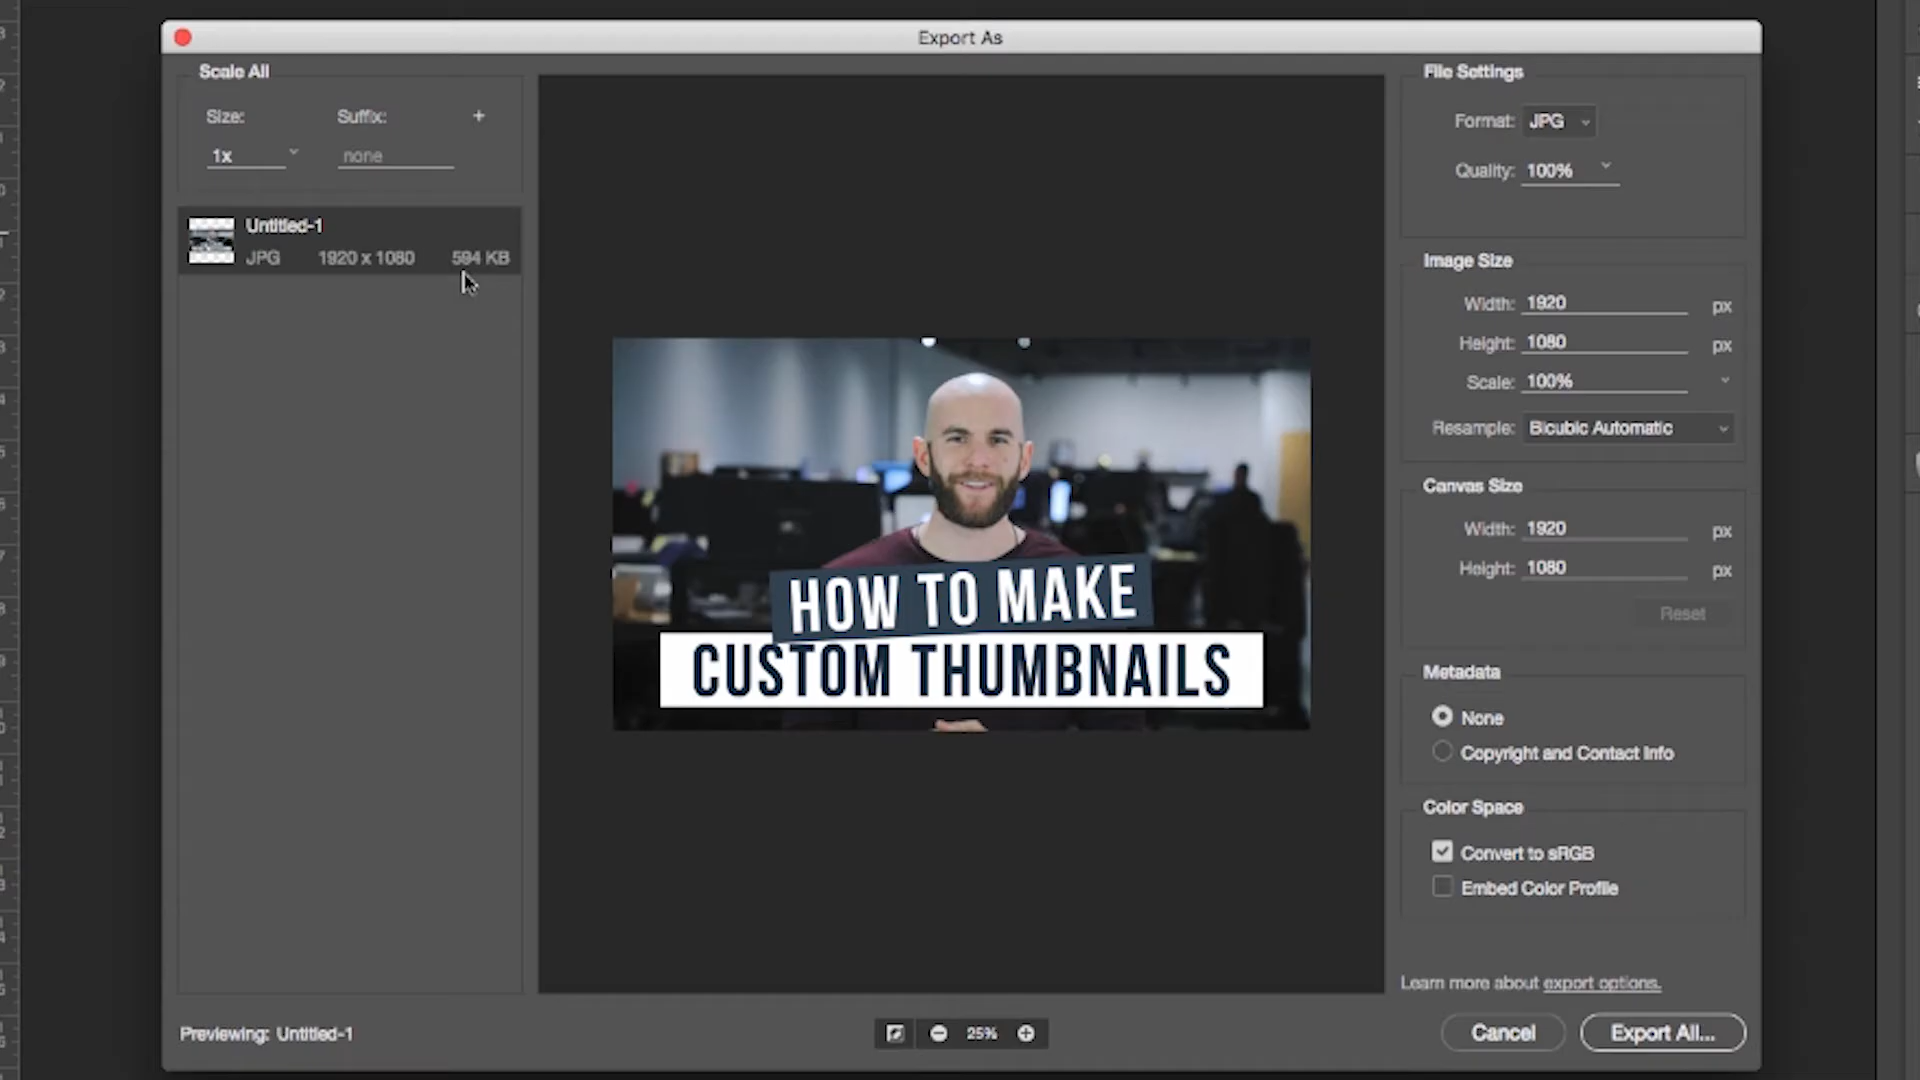 Export As
Scale All
Size:
Suffix:
+
1x
none
Untitled-1
JPG 1920 x 1080 594 KB
HOW TO MAKE
CUSTOM THUMBNAILS
File Settings
Format: JPG
Quality: 100%
Image Size
Width: 1920 px
Height: 1080 px
Scale: 100%
Resample: Bicubic Automatic
Canvas Size
Width: 1920 px
Height: 1080 px
Reset
Metadata
None
Copyright and Contact Info
Color Space
Convert to sRGB
Embed Color Profile
Learn more about export options.
Previewing: Untitled-1
25%
Cancel
Export All...